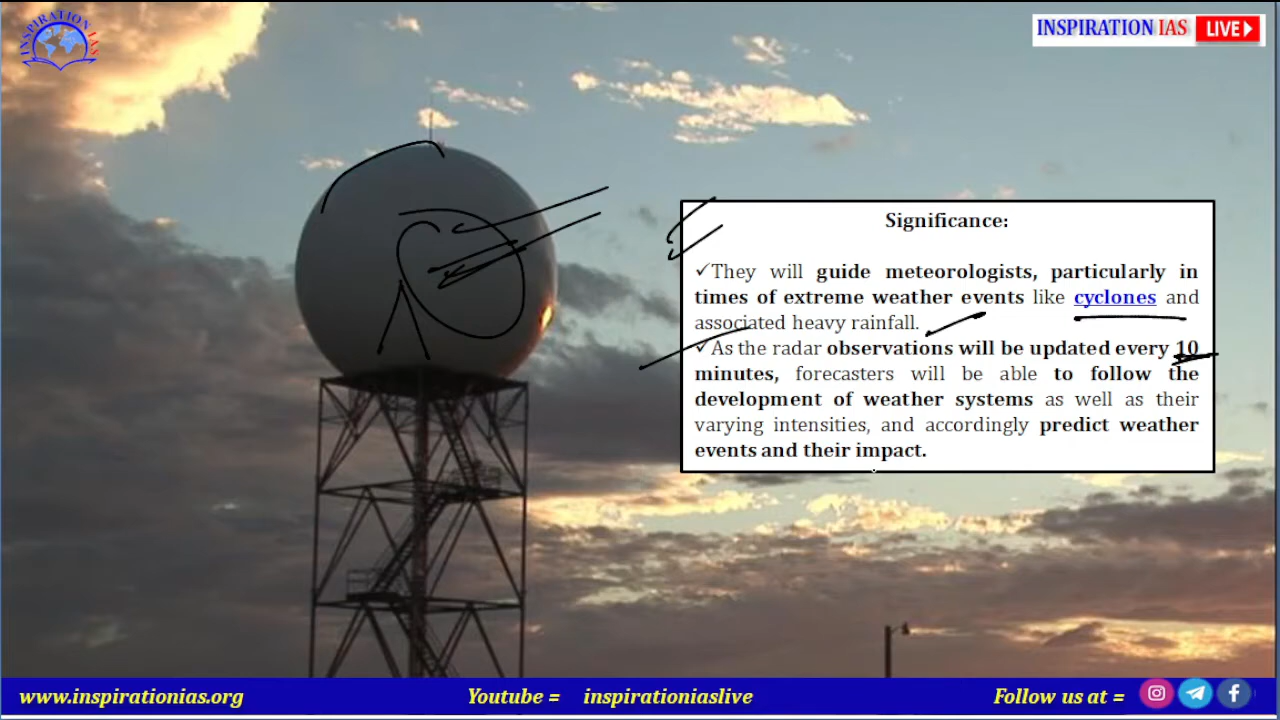 INSPIRATION IAS
INSPIRATION IAS LIVE
Significance:
✓They will guide meteorologists, particularly in
times of extreme weather events like cyclones and
associated heavy rainfall.
✓As the radar observations will be updated every 10
minutes, forecasters will be able to follow the
development of weather systems as well as their
varying intensities, and accordingly predict weather
events and their impact.
www.inspirationias.org
Youtube = inspirationiaslive
Follow us at =